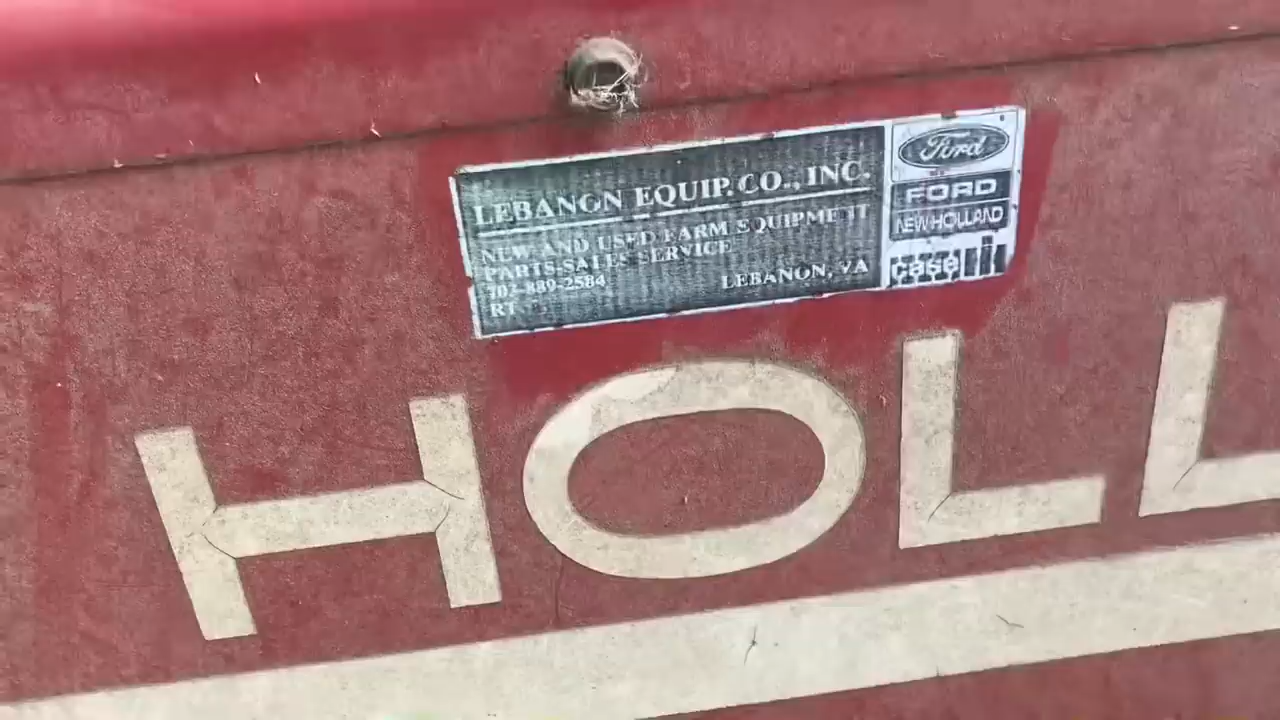 LEBANON EQUIP. CO., INC.
NEW AND USED FARM EQUIPMENT
PARTS-SALES SERVICE
703-889-2584
LEBANON, VA
RT.
Ford
FORD
NEW HOLLAND
case IH
HOLL